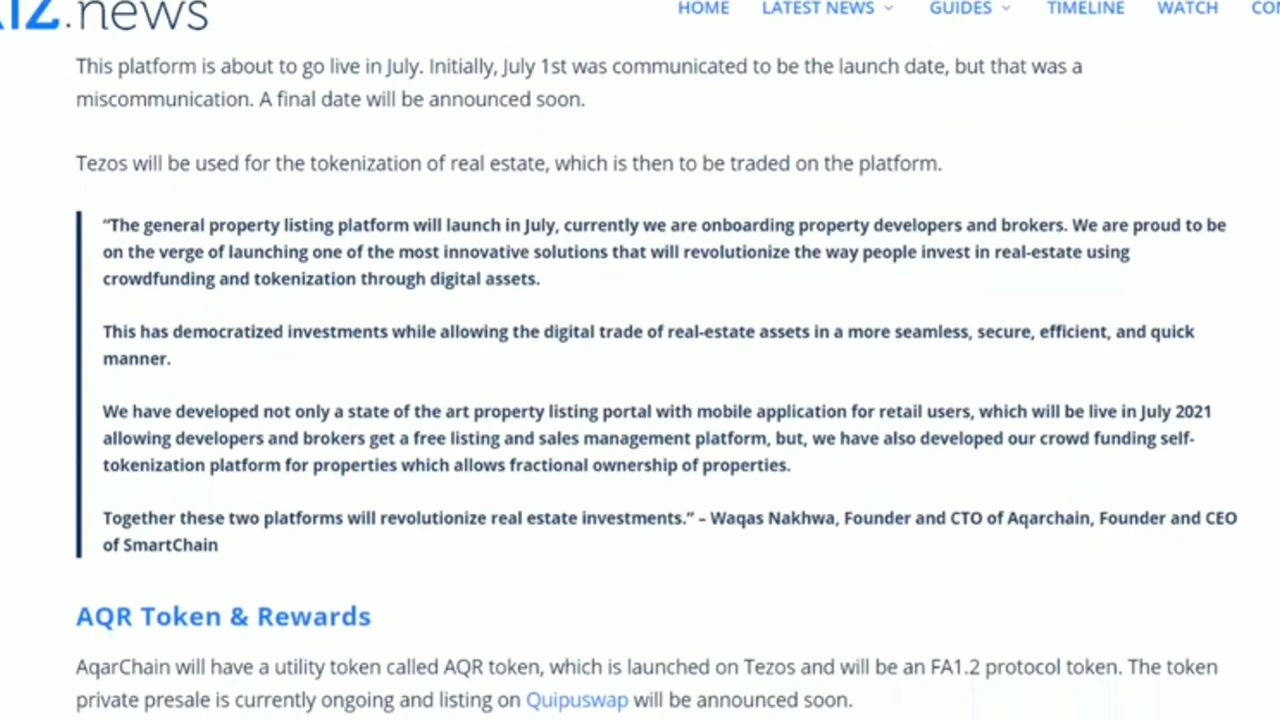 .news
HOME LATEST NEWS GUIDES TIMELINE WATCH
This platform is about to go live in July. Initially, July 1st was communicated to be the launch date, but that was a
miscommunication. A final date will be announced soon.
Tezos will be used for the tokenization of real estate, which is then to be traded on the platform.
“The general property listing platform will launch in July, currently we are onboarding property developers and brokers. We are proud to be
on the verge of launching one of the most innovative solutions that will revolutionize the way people invest in real-estate using
crowdfunding and tokenization through digital assets.
This has democratized investments while allowing the digital trade of real-estate assets in a more seamless, secure, efficient, and quick
manner.
We have developed not only a state of the art property listing portal with mobile application for retail users, which will be live in July 2021
allowing developers and brokers get a free listing and sales management platform, but, we have also developed our crowd funding self-
tokenization platform for properties which allows fractional ownership of properties.
Together these two platforms will revolutionize real estate investments.” – Waqas Nakhwa, Founder and CTO of Aqarchain, Founder and CEO
of SmartChain
AQR Token & Rewards
AqarChain will have a utility token called AQR token, which is launched on Tezos and will be an FA1.2 protocol token. The token
private presale is currently ongoing and listing on Quipuswap will be announced soon.